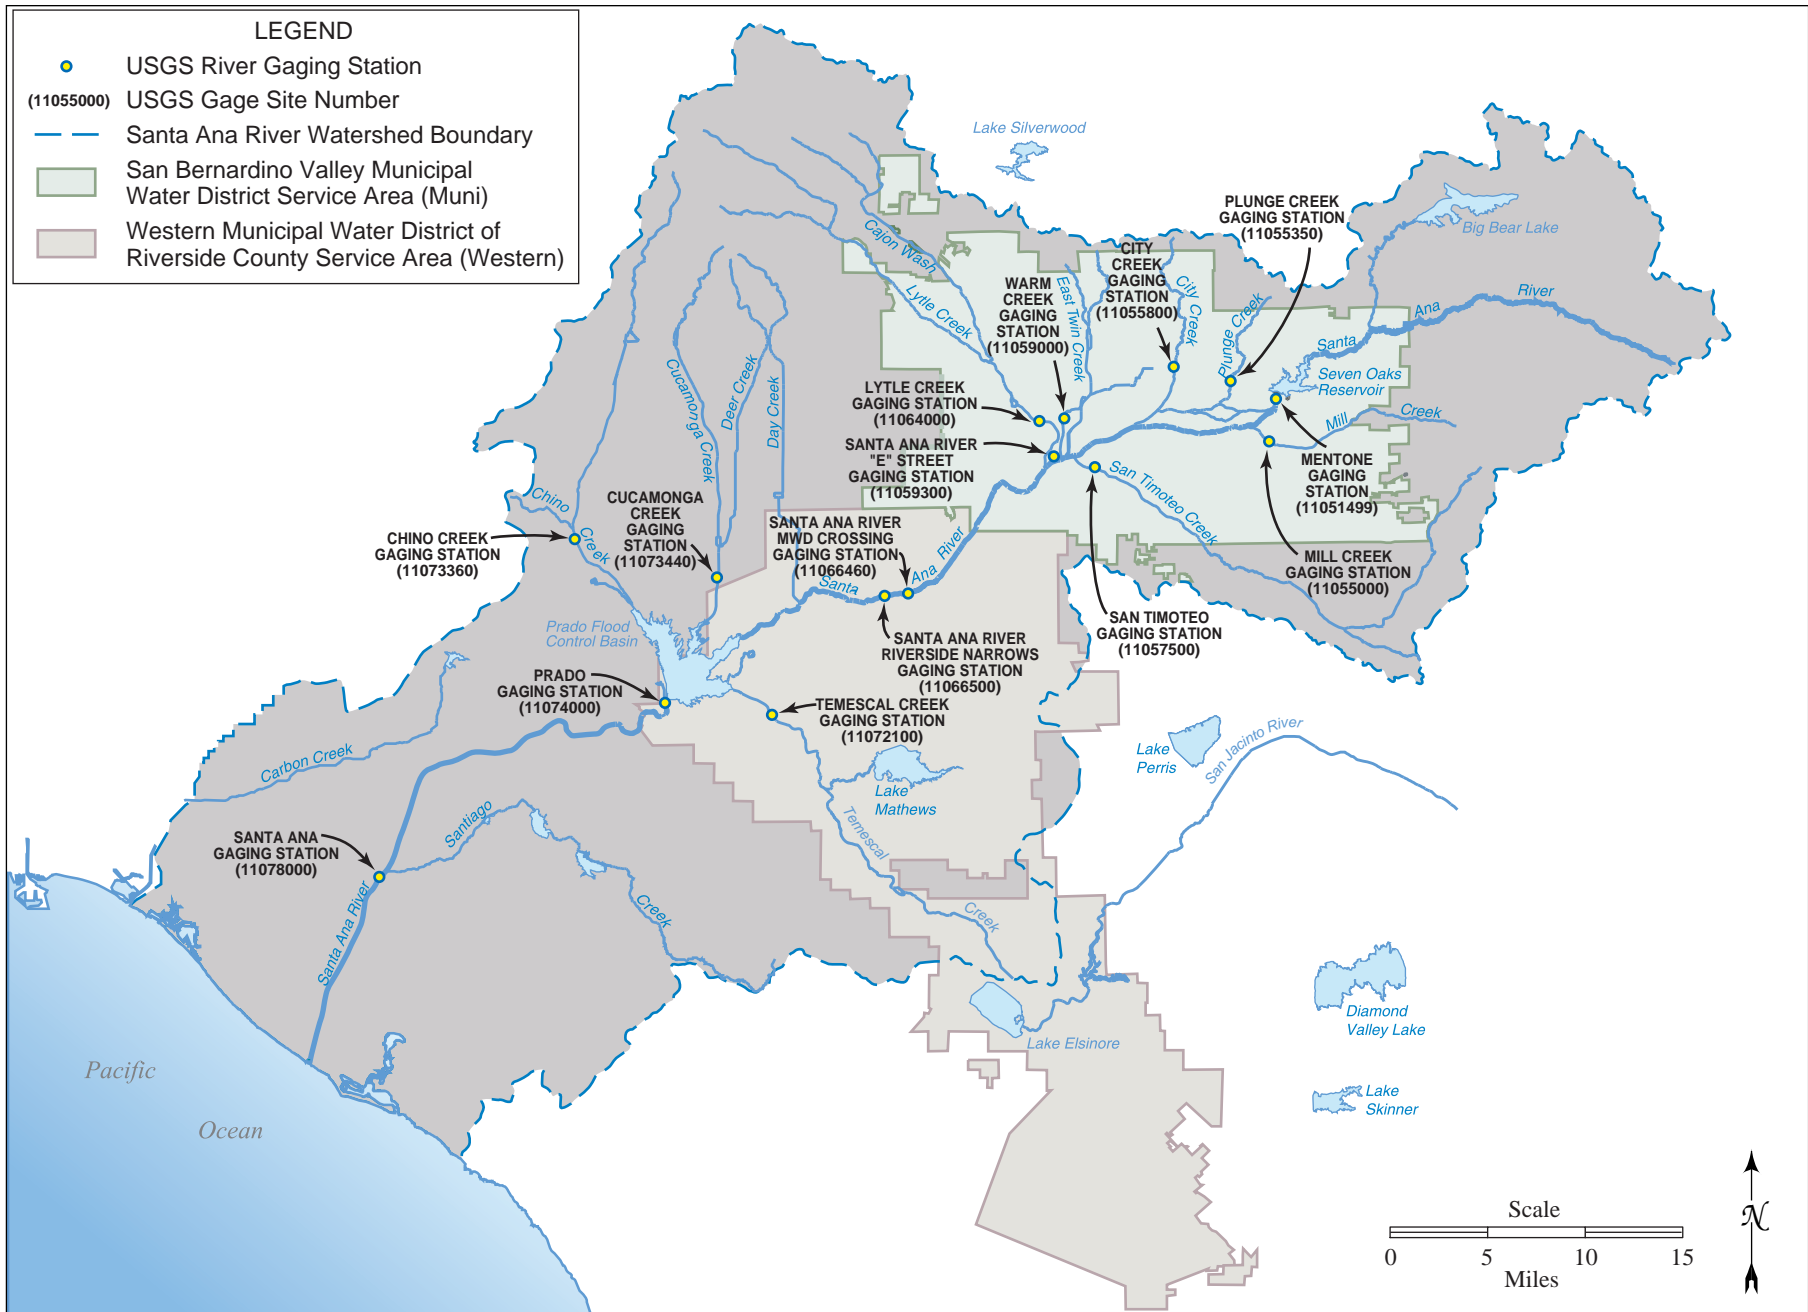 LEGEND
USGS River Gaging Station
(11055000) USGS Gage Site Number
Santa Ana River Watershed Boundary
San Bernardino Valley Municipal
Water District Service Area (Muni)
Western Municipal Water District of
Riverside County Service Area (Western)
Lake Silverwood
Big Bear Lake
PLUNGE CREEK
GAGING STATION
(11055350)
CITY
CREEK
GAGING
STATION
(11055800)
WARM
CREEK
GAGING
STATION
(11059000)
Cajon Wash
Lytle Creek
East Twin Creek
City Creek
Plunge Creek
Santa
Ana
River
Seven Oaks
Reservoir
Mill
Creek
LYTLE CREEK
GAGING STATION
(11064000)
SANTA ANA RIVER
"E" STREET
GAGING STATION
(11059300)
MENTONE
GAGING
STATION
(11051499)
MILL CREEK
GAGING STATION
(11055000)
San Timoteo Creek
SAN TIMOTEO
GAGING STATION
(11057500)
Cucamonga Creek
Deer Creek
Day Creek
Chino
Creek
CHINO CREEK
GAGING STATION
(11073360)
CUCAMONGA
CREEK
GAGING
STATION
(11073440)
SANTA ANA RIVER
MWD CROSSING
GAGING STATION
(11066460)
Santa
Ana
River
SANTA ANA RIVER
RIVERSIDE NARROWS
GAGING STATION
(11066500)
Prado Flood
Control Basin
PRADO
GAGING STATION
(11074000)
TEMESCAL CREEK
GAGING STATION
(11072100)
Lake
Mathews
Lake
Perris
San Jacinto River
Carbon Creek
Santiago
Creek
SANTA ANA
GAGING STATION
(11078000)
Santa Ana River
Temescal
Creek
Lake Elsinore
Diamond
Valley Lake
Lake
Skinner
Pacific
Ocean
Scale
0 5 10 15
Miles
N